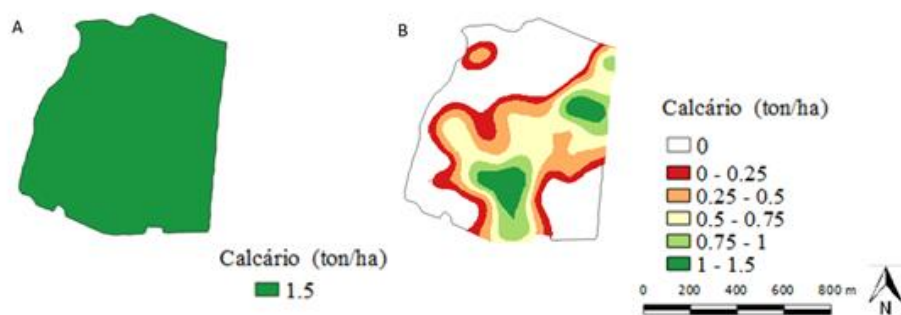 A
Calcário (ton/ha)
1.5
B
Calcário (ton/ha)
0
0 - 0.25
0.25 - 0.5
0.5 - 0.75
0.75 - 1
1 - 1.5
0 200 400 600 800 m
N